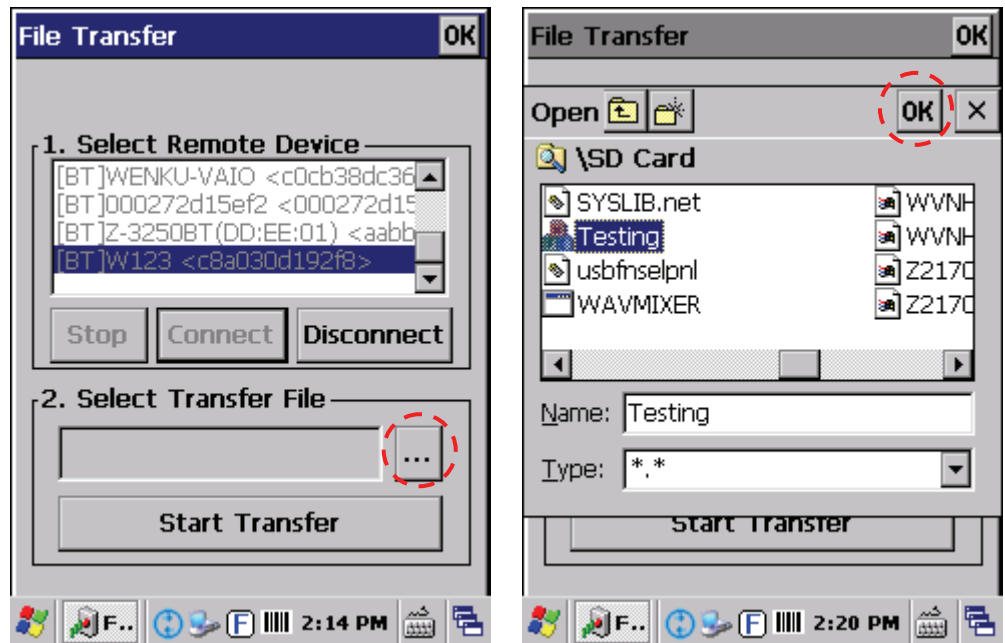 File Transfer OK
1. Select Remote Device
[BT]WENKU-VAIO <c0cb38dc36
[BT]000272d15ef2 <000272d15
[BT]Z-3250BT(DD:EE:01) <aabb
[BT]W123 <c8a030d192f8>
Stop Connect Disconnect
2. Select Transfer File
...
Start Transfer
F.. F 2:14 PM
File Transfer OK
Open OK ×
\SD Card
SYSLIB.net WVNH
Testing WVNH
usbfnselpnl Z2170
WAVMIXER Z2170
Name: Testing
Type: *.*
Start Transfer
F.. F 2:20 PM